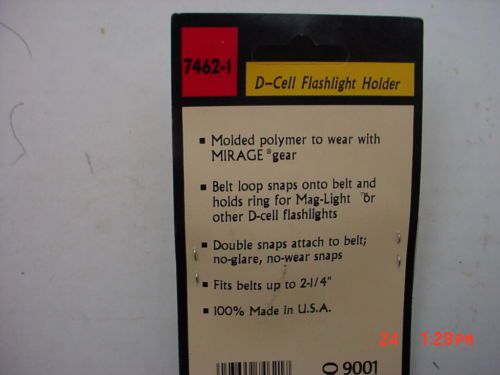 7462-1
D-Cell Flashlight Holder
▪ Molded polymer to wear with
MIRAGE® gear
▪ Belt loop snaps onto belt and
holds ring for Mag-Light or
other D-cell flashlights
▪ Double snaps attach to belt;
no-glare, no-wear snaps
▪ Fits belts up to 2-1/4"
▪ 100% Made in U.S.A.
0 9001
24 1:29PM